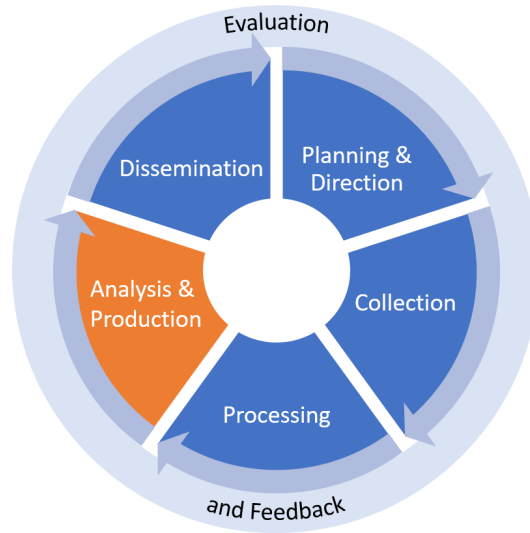 Evaluation
Planning &
Direction
Collection
Processing
Analysis &
Production
Dissemination
and Feedback